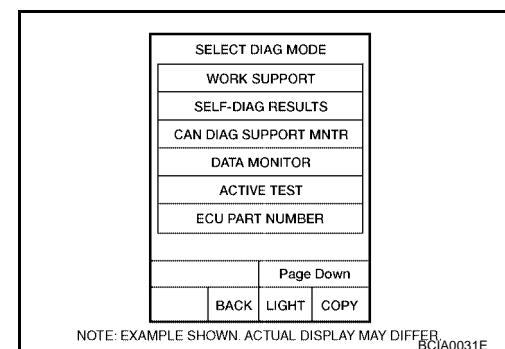 SELECT DIAG MODE
WORK SUPPORT
SELF-DIAG RESULTS
CAN DIAG SUPPORT MNTR
DATA MONITOR
ACTIVE TEST
ECU PART NUMBER
Page Down
BACK LIGHT COPY
NOTE: EXAMPLE SHOWN. ACTUAL DISPLAY MAY DIFFER.
BCIA0031E